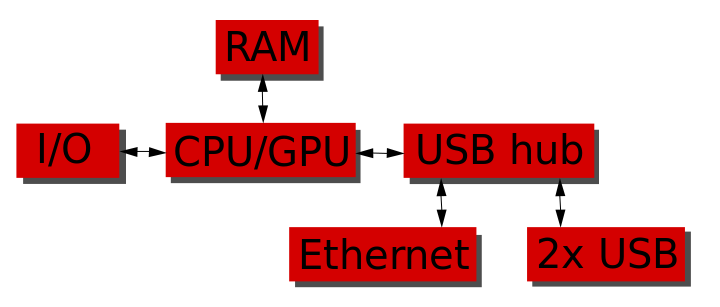 RAM
I/O
CPU/GPU
USB hub
Ethernet
2x USB